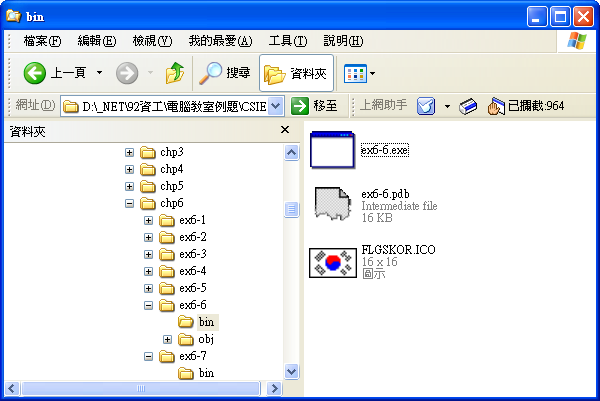 bin
檔案(F) 編輯(E) 檢視(V) 我的最愛(A) 工具(T) 說明(H)
上一頁 搜尋 資料夾
網址(D) D:\_NET\92資工\電腦教室例題\CSIE 移至 上網助手 已攔截:964
資料夾
chp3
chp4
chp5
chp6
ex6-1
ex6-2
ex6-3
ex6-4
ex6-5
ex6-6
bin
obj
ex6-7
bin
ex6-6.exe
ex6-6.pdb
Intermediate file
16 KB
FLGSKOR.ICO
16 x 16
圖示